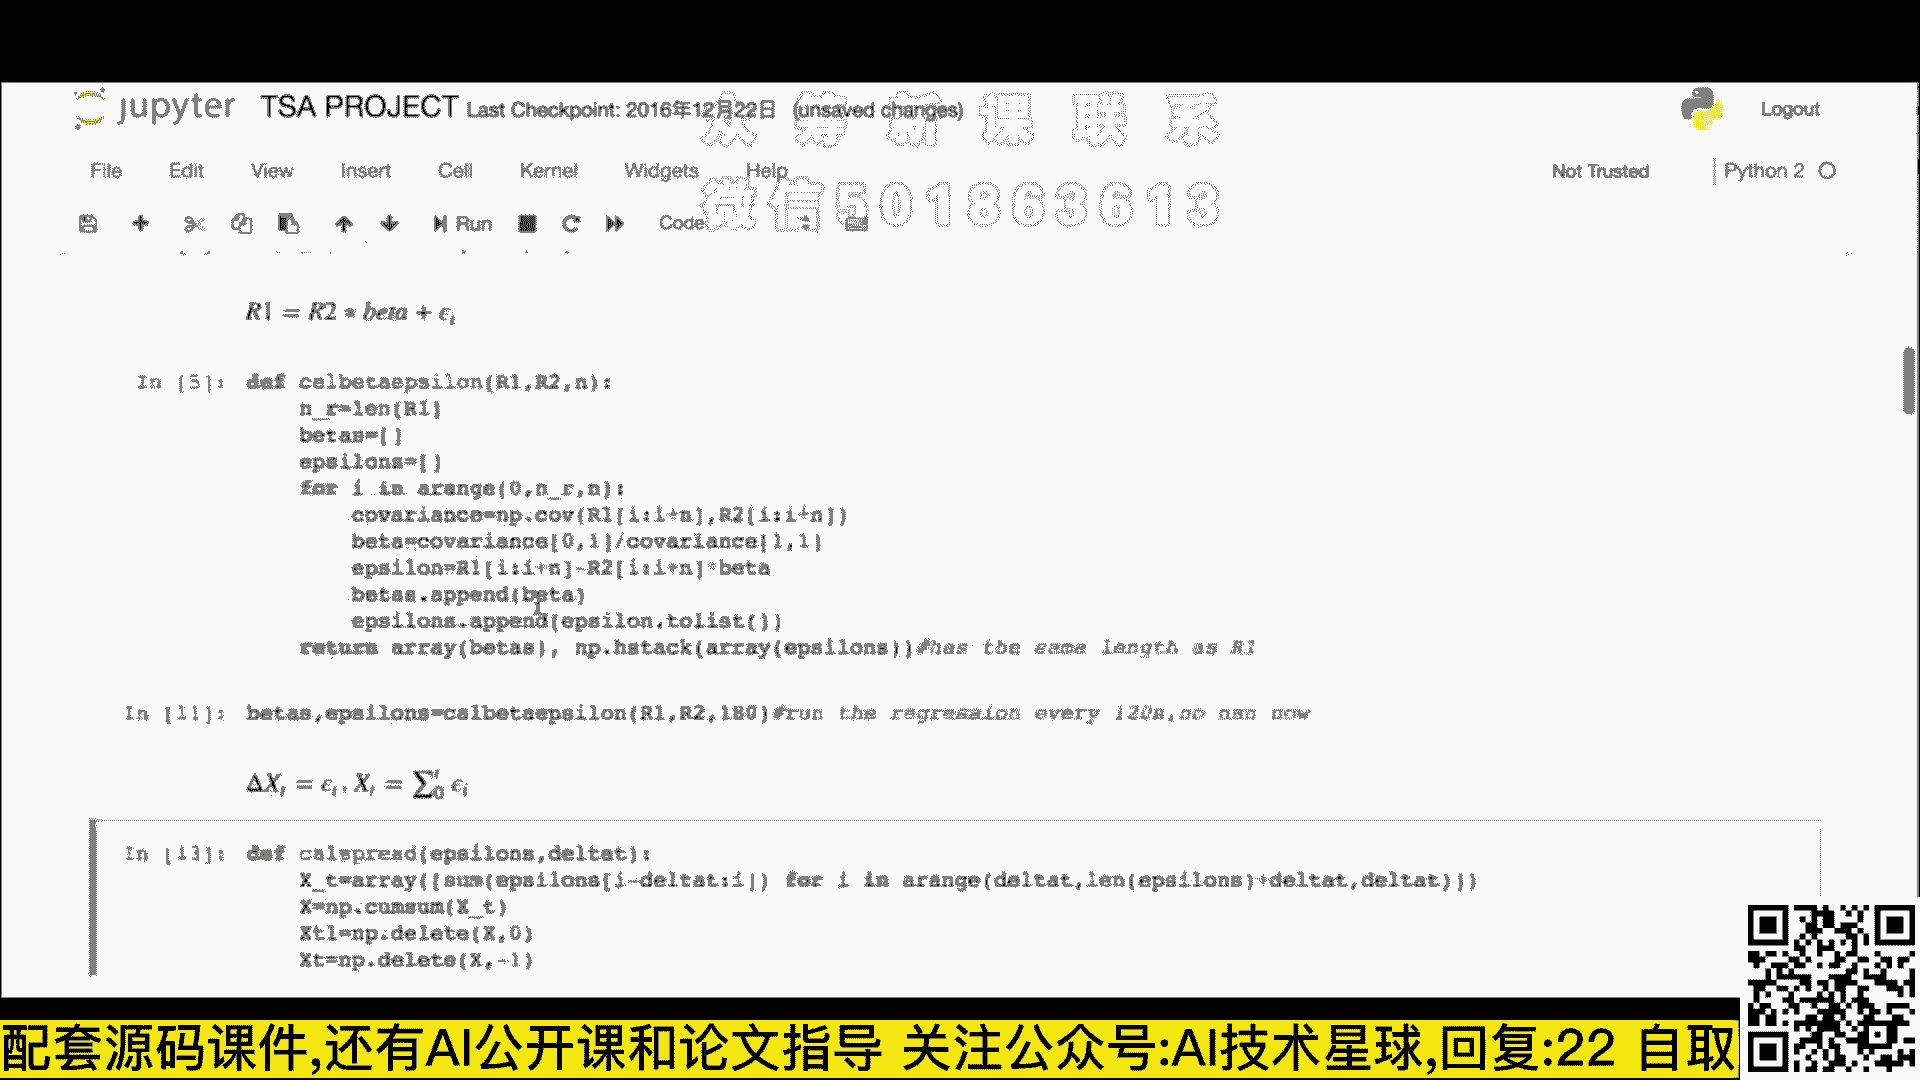 jupyter TSA PROJECT Last Checkpoint: 2016年12月22日 (unsaved changes)
Logout
众筹新课联系
File Edit View Insert Cell Kernel Widgets Help
Not Trusted
Python 2
微信501863613
Run
Code
R1 = R2 * beta + ϵi
In [5]: def calbetaepsilon(R1,R2,n):
n_r=len(R1)
betas=[]
epsilons=[]
for i in arange(0,n_r,n):
covariance=np.cov(R1[i:i+n],R2[i:i+n])
beta=covariance[0,1]/covariance[1,1]
epsilon=R1[i:i+n]-R2[i:i+n]*beta
betas.append(beta)
epsilons.append(epsilon.tolist())
return array(betas), np.hstack(array(epsilons))#has the same length as R1
In [11]: betas,epsilons=calbetaepsilon(R1,R2,180)#run the regression every 120s,no nan now
ΔXt = ϵt, Xt = ∑0t ϵi
In [13]: def calspread(epsilons,deltat):
X_t=array([sum(epsilons[i-deltat:i]) for i in arange(deltat,len(epsilons)+deltat,deltat)])
X=np.cumsum(X_t)
Xt1=np.delete(X,0)
Xt=np.delete(X,-1)
配套源码课件,还有AI公开课和论文指导 关注公众号:AI技术星球,回复:22 自取